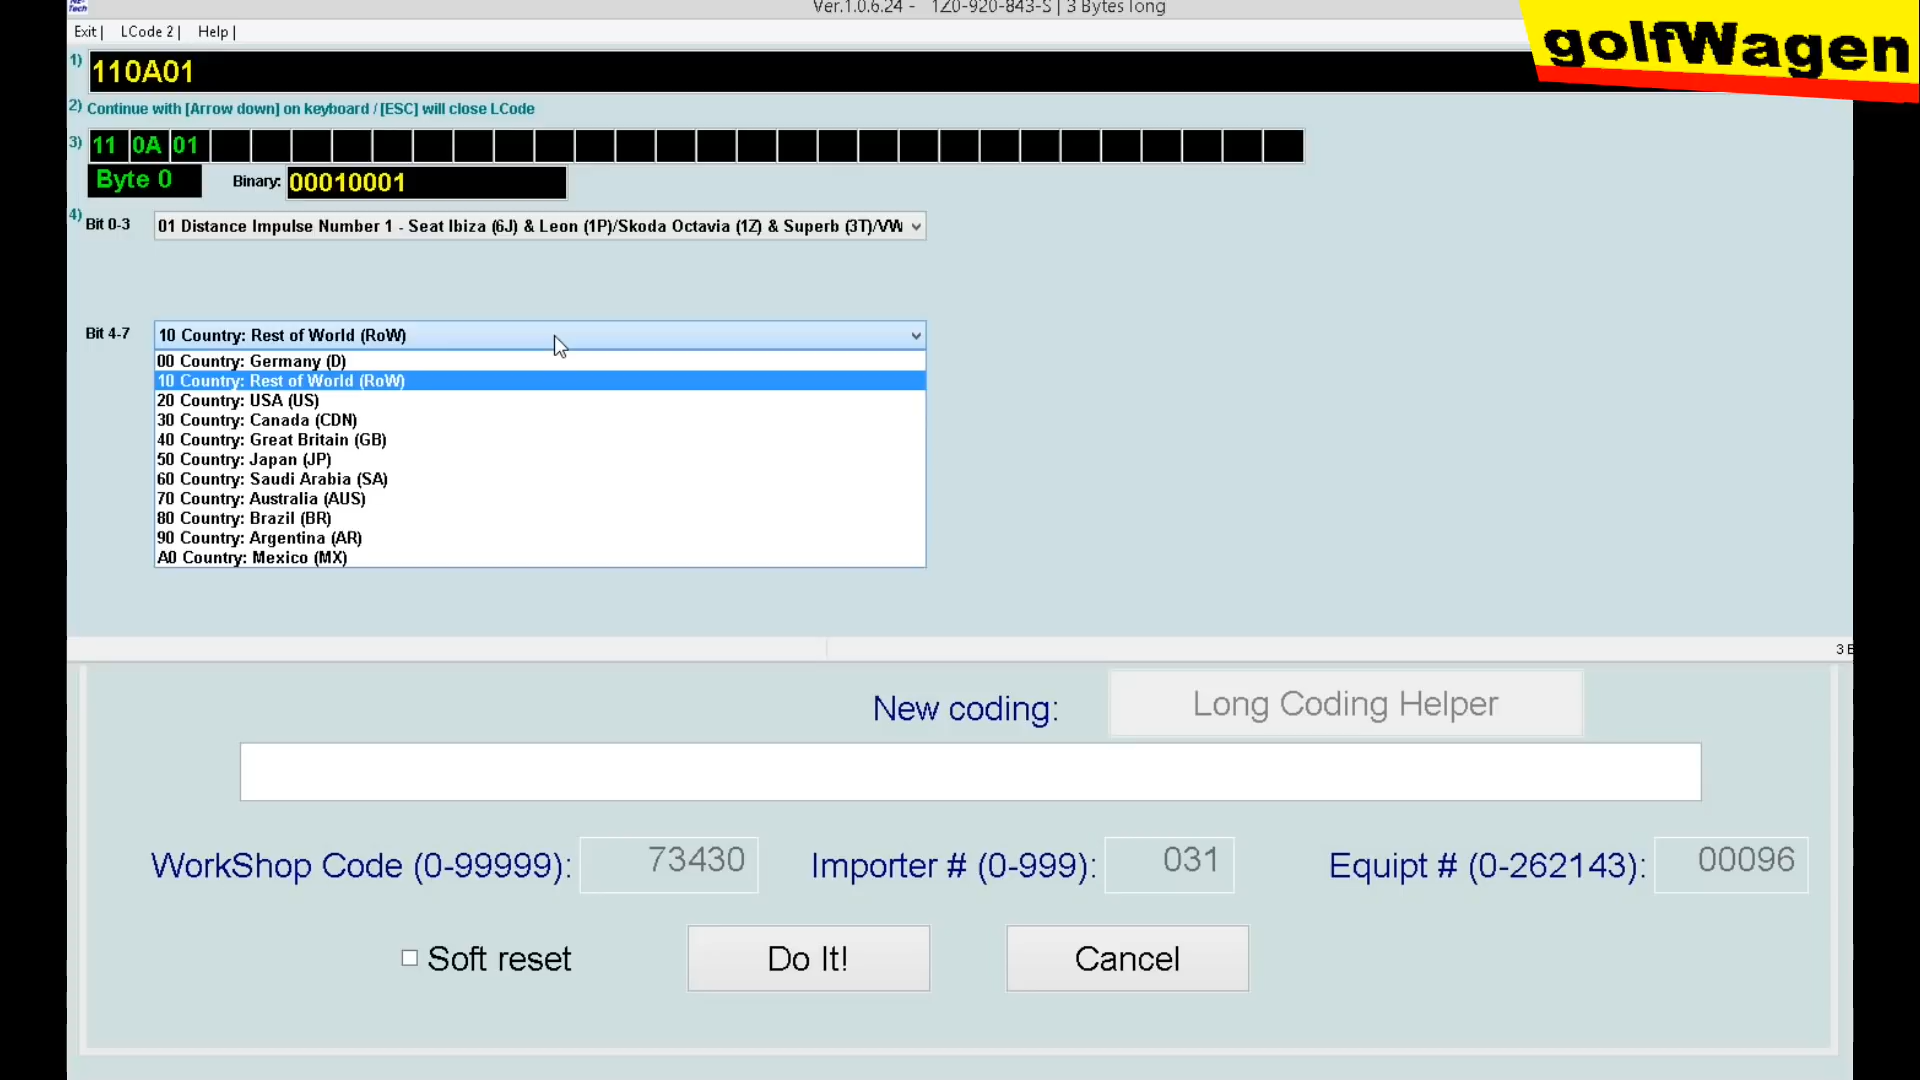 NE-
Tech
Ver.1.0.6.24 - 1Z0-920-843-S | 3 Bytes long
golfWagen
Exit | LCode 2 | Help |
1) 110A01
2) Continue with [Arrow down] on keyboard / [ESC] will close LCode
3) 11 0A 01
Byte 0 Binary: 00010001
4) Bit 0-3 01 Distance Impulse Number 1 - Seat Ibiza (6J) & Leon (1P)/Skoda Octavia (1Z) & Superb (3T)/VW
Bit 4-7 10 Country: Rest of World (RoW)
00 Country: Germany (D)
10 Country: Rest of World (RoW)
20 Country: USA (US)
30 Country: Canada (CDN)
40 Country: Great Britain (GB)
50 Country: Japan (JP)
60 Country: Saudi Arabia (SA)
70 Country: Australia (AUS)
80 Country: Brazil (BR)
90 Country: Argentina (AR)
A0 Country: Mexico (MX)
3 B
New coding: Long Coding Helper
WorkShop Code (0-99999): 73430 Importer # (0-999): 031 Equipt # (0-262143): 00096
Soft reset Do It! Cancel